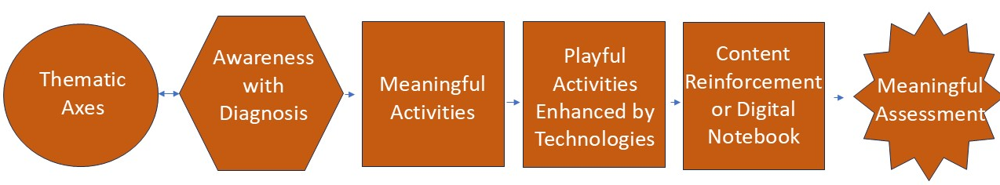 Thematic
Axes
Awareness
with
Diagnosis
Meaningful
Activities
Playful
Activities
Enhanced by
Technologies
Content
Reinforcement
or Digital
Notebook
Meaningful
Assessment